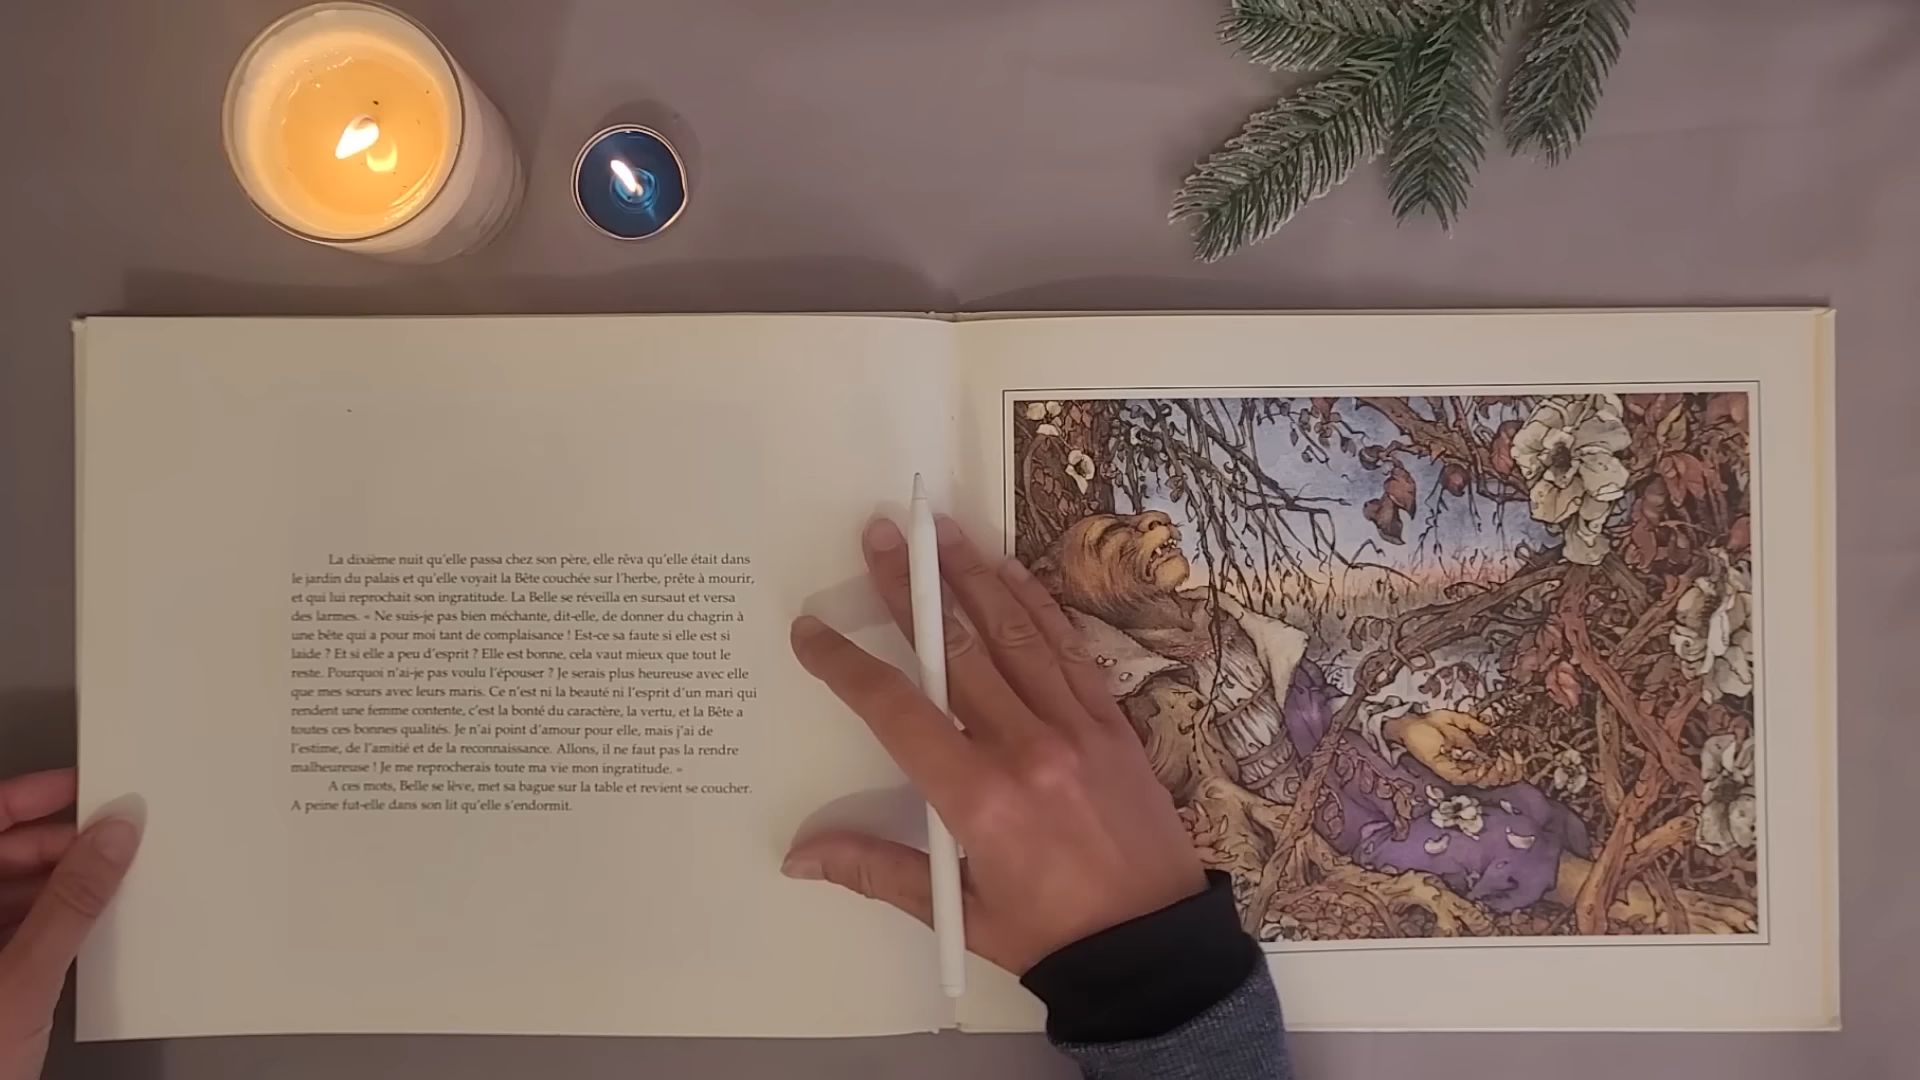 La dixième nuit qu'elle passa chez son père, elle rêva qu'elle était dans
le jardin du palais et qu'elle voyait la Bête couchée sur l'herbe, prête à mourir,
et qui lui reprochait son ingratitude. La Belle se réveilla en sursaut et versa
des larmes. « Ne suis-je pas bien méchante, dit-elle, de donner du chagrin à
une bête qui a pour moi tant de complaisance ! Est-ce sa faute si elle est si
laide ? Et si elle a peu d'esprit ? Elle est bonne, cela vaut mieux que tout le
reste. Pourquoi n'ai-je pas voulu l'épouser ? Je serais plus heureuse avec elle
que mes sœurs avec leurs maris. Ce n'est ni la beauté ni l'esprit d'un mari qui
rendent une femme contente, c'est la bonté du caractère, la vertu, et la Bête a
toutes ces bonnes qualités. Je n'ai point d'amour pour elle, mais j'ai de
l'estime, de l'amitié et de la reconnaissance. Allons, il ne faut pas la rendre
malheureuse ! Je me reprocherais toute ma vie mon ingratitude. »
A ces mots, Belle se lève, met sa bague sur la table et revient se coucher.
A peine fut-elle dans son lit qu'elle s'endormit.